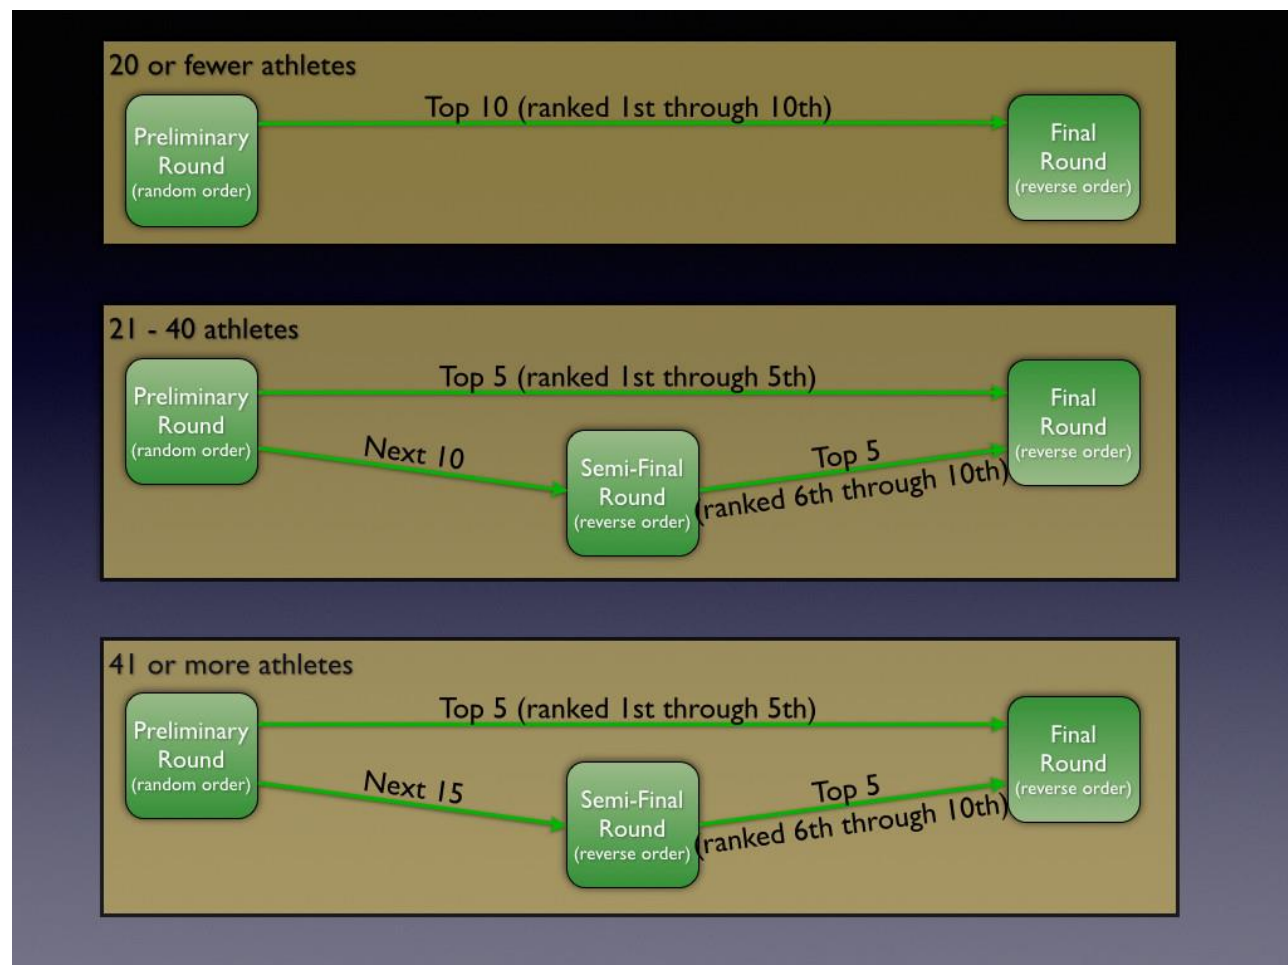 20 or fewer athletes
Top 10 (ranked 1st through 10th)
Preliminary
Round
(random order)
Final
Round
(reverse order)
21 - 40 athletes
Top 5 (ranked 1st through 5th)
Preliminary
Round
(random order)
Next 10
Semi-Final
Round
(reverse order)
Top 5
(ranked 6th through 10th)
Final
Round
(reverse order)
41 or more athletes
Top 5 (ranked 1st through 5th)
Preliminary
Round
(random order)
Next 15
Semi-Final
Round
(reverse order)
Top 5
(ranked 6th through 10th)
Final
Round
(reverse order)